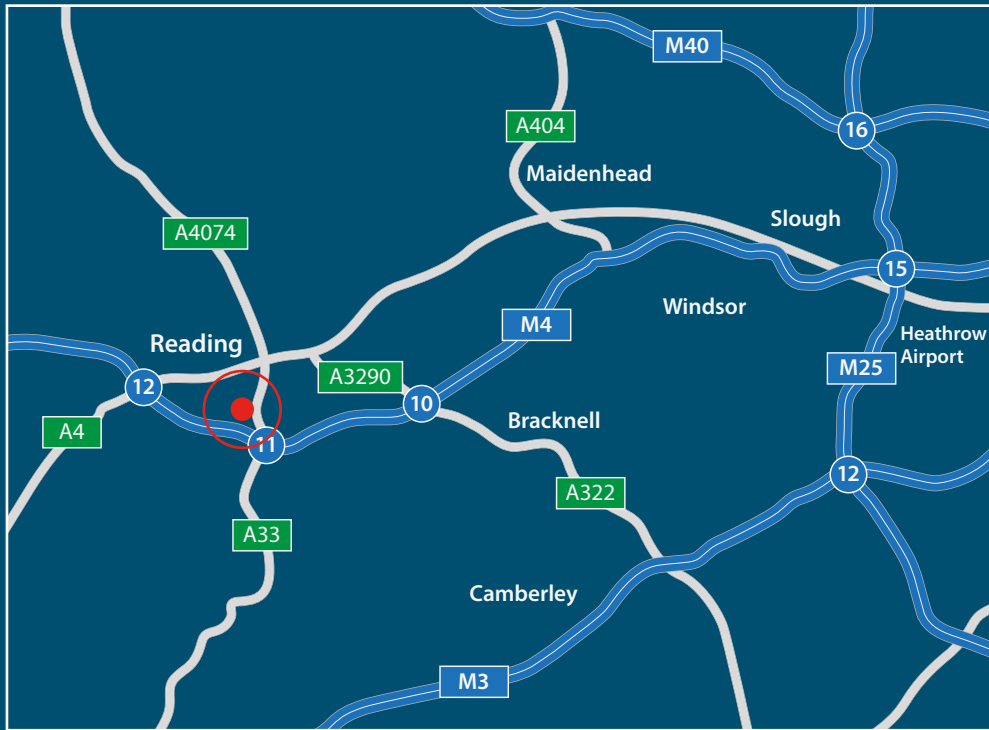 M40
16
A404
Maidenhead
Slough
A4074
15
Windsor
M4
Heathrow
Airport
Reading
M25
A3290
12
10
Bracknell
A4
11
12
A322
A33
Camberley
M3